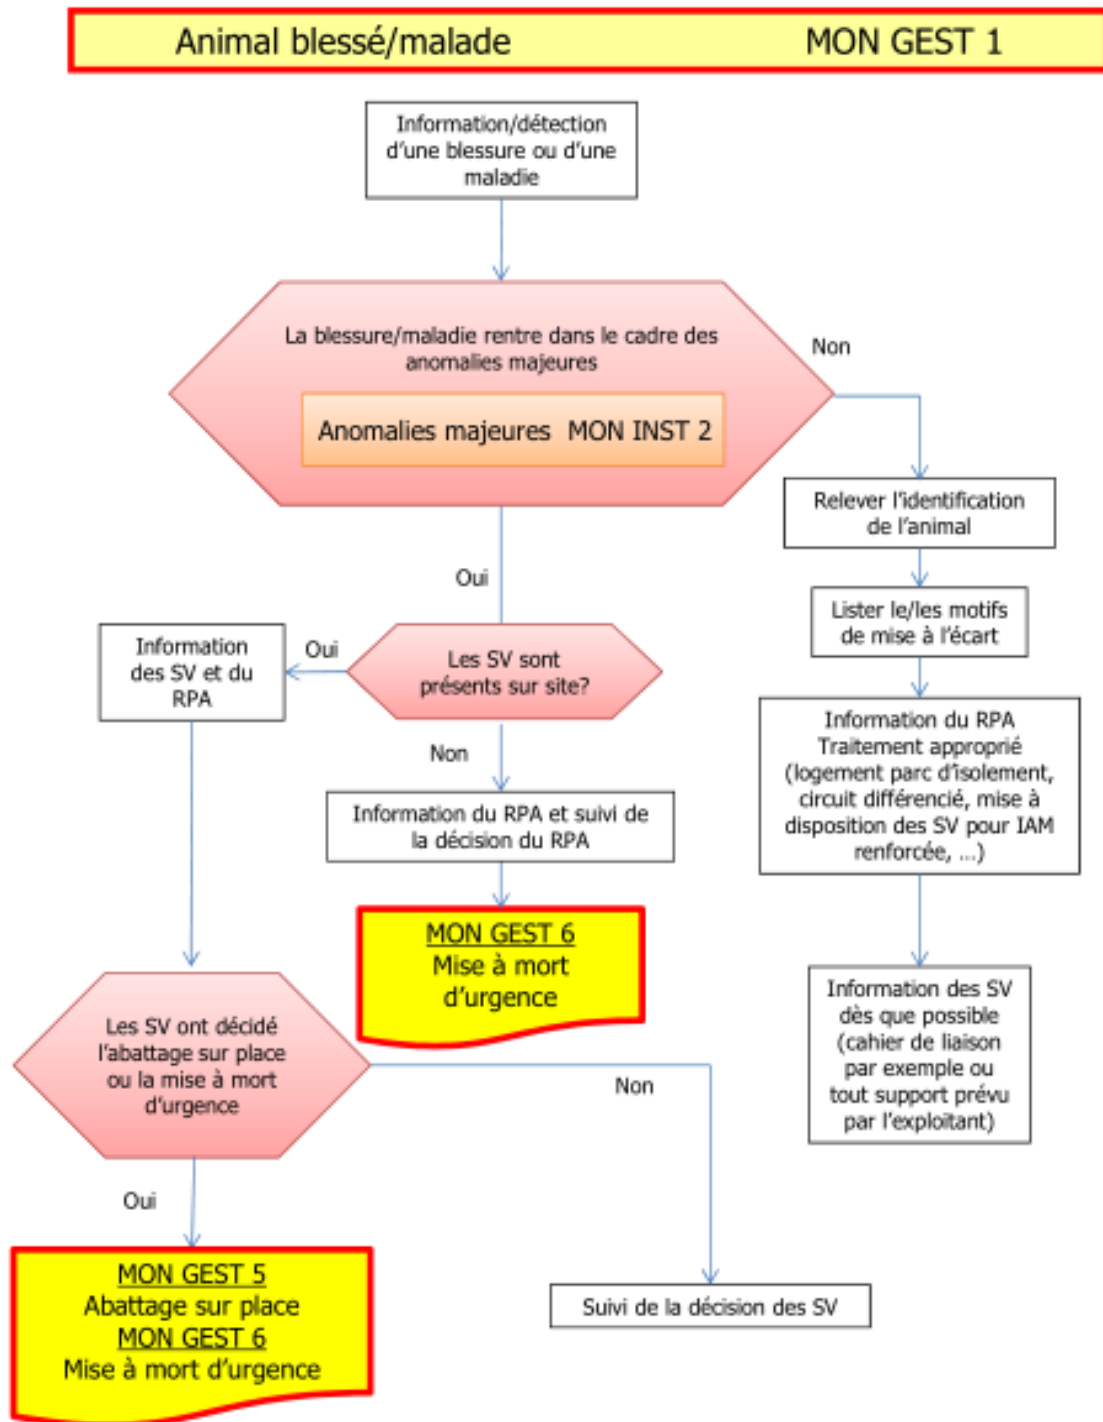 Animal blessé/malade MON GEST 1
Information/détection
d'une blessure ou d'une
maladie
La blessure/maladie rentre dans le cadre des
anomalies majeures
Anomalies majeures MON INST 2
Non
Relever l'identification
de l'animal
Lister le/les motifs
de mise à l'écart
Information du RPA
Traitement approprié
(logement parc d'isolement,
circuit différencié, mise à
disposition des SV pour IAM
renforcée, ...)
Information des SV
dès que possible
(cahier de liaison
par exemple ou
tout support prévu
par l'exploitant)
Oui
Les SV sont
présents sur site?
Oui
Information
des SV et du
RPA
Non
Information du RPA et suivi de
la décision du RPA
MON GEST 6
Mise à mort
d'urgence
Les SV ont décidé
l'abattage sur place
ou la mise à mort
d'urgence
Non
Suivi de la décision des SV
Oui
MON GEST 5
Abattage sur place
MON GEST 6
Mise à mort d'urgence